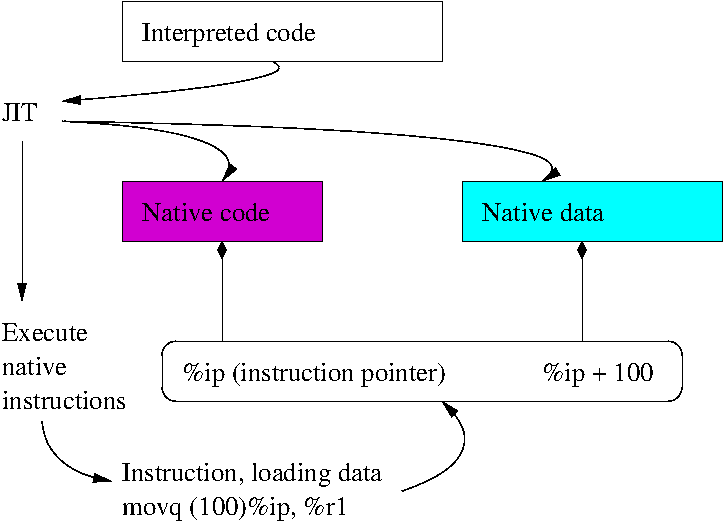 Interpreted code
JIT
Native code
Native data
Execute
native
instructions
%ip (instruction pointer)
%ip + 100
Instruction, loading data
movq (100)%ip, %r1